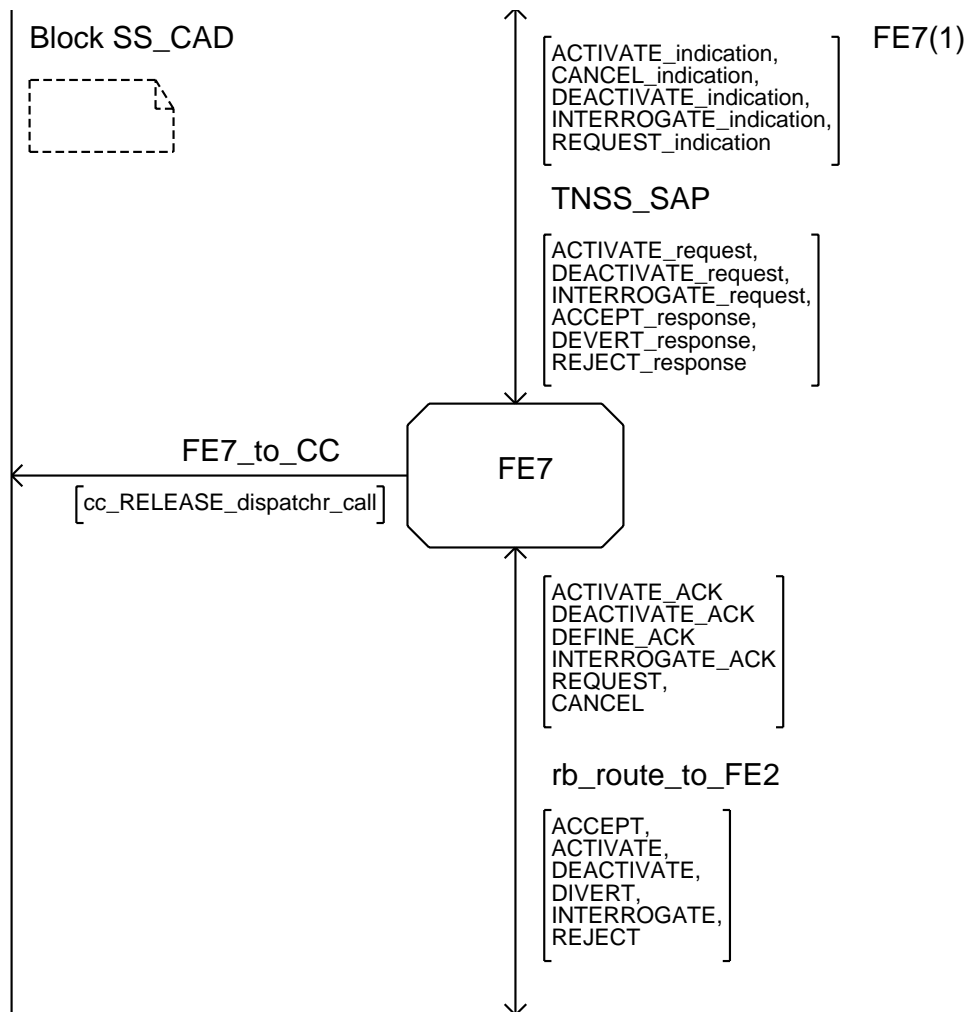 Block SS_CAD
FE7(1)
ACTIVATE_indication,
CANCEL_indication,
DEACTIVATE_indication,
INTERROGATE_indication,
REQUEST_indication
TNSS_SAP
ACTIVATE_request,
DEACTIVATE_request,
INTERROGATE_request,
ACCEPT_response,
DEVERT_response,
REJECT_response
FE7_to_CC
FE7
cc_RELEASE_dispatchr_call
ACTIVATE_ACK
DEACTIVATE_ACK
DEFINE_ACK
INTERROGATE_ACK
REQUEST,
CANCEL
rb_route_to_FE2
ACCEPT,
ACTIVATE,
DEACTIVATE,
DIVERT,
INTERROGATE,
REJECT